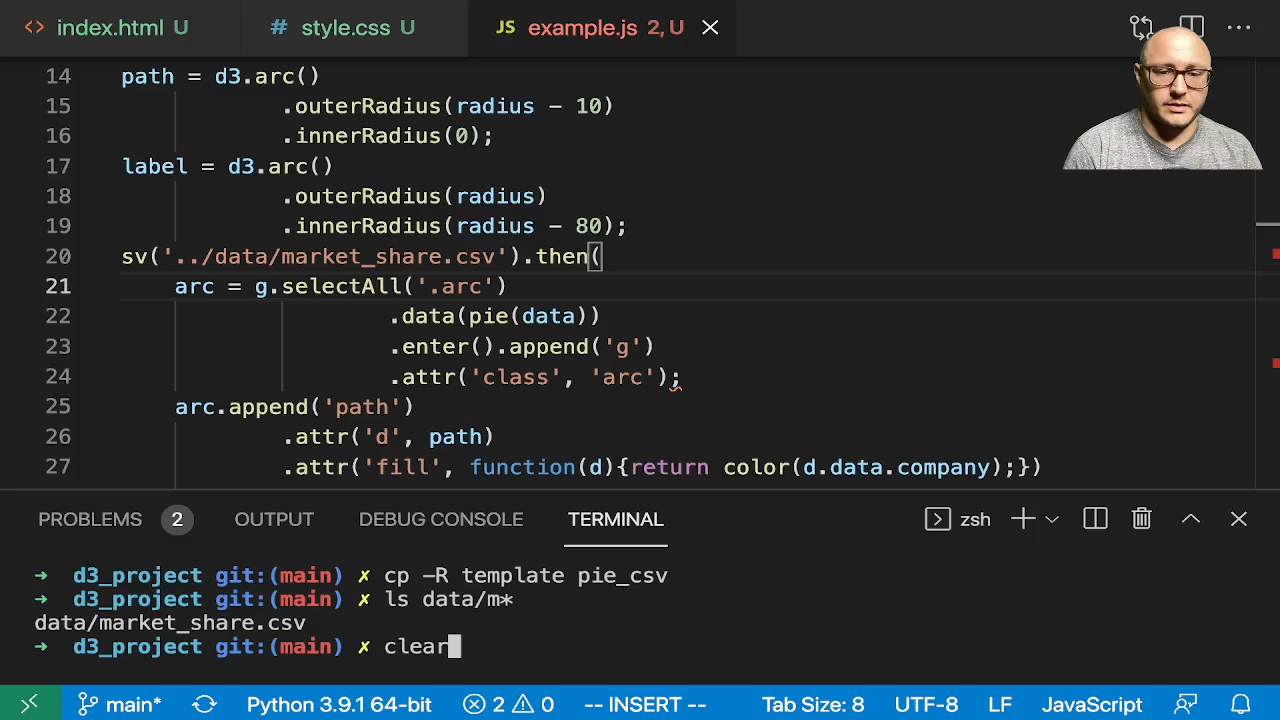 <> index.html U # style.css U JS example.js 2, U
14 path = d3.arc()
15 .outerRadius(radius - 10)
16 .innerRadius(0);
17 label = d3.arc()
18 .outerRadius(radius)
19 .innerRadius(radius - 80);
20 sv('../data/market_share.csv').then(
21 arc = g.selectAll('.arc')
22 .data(pie(data))
23 .enter().append('g')
24 .attr('class', 'arc');
25 arc.append('path')
26 .attr('d', path)
27 .attr('fill', function(d){return color(d.data.company);})
PROBLEMS 2 OUTPUT DEBUG CONSOLE TERMINAL zsh
➜ d3_project git:(main) ✗ cp -R template pie_csv
➜ d3_project git:(main) ✗ ls data/m*
data/market_share.csv
➜ d3_project git:(main) ✗ clear
main* Python 3.9.1 64-bit 2 0 -- INSERT -- Tab Size: 8 UTF-8 LF JavaScript